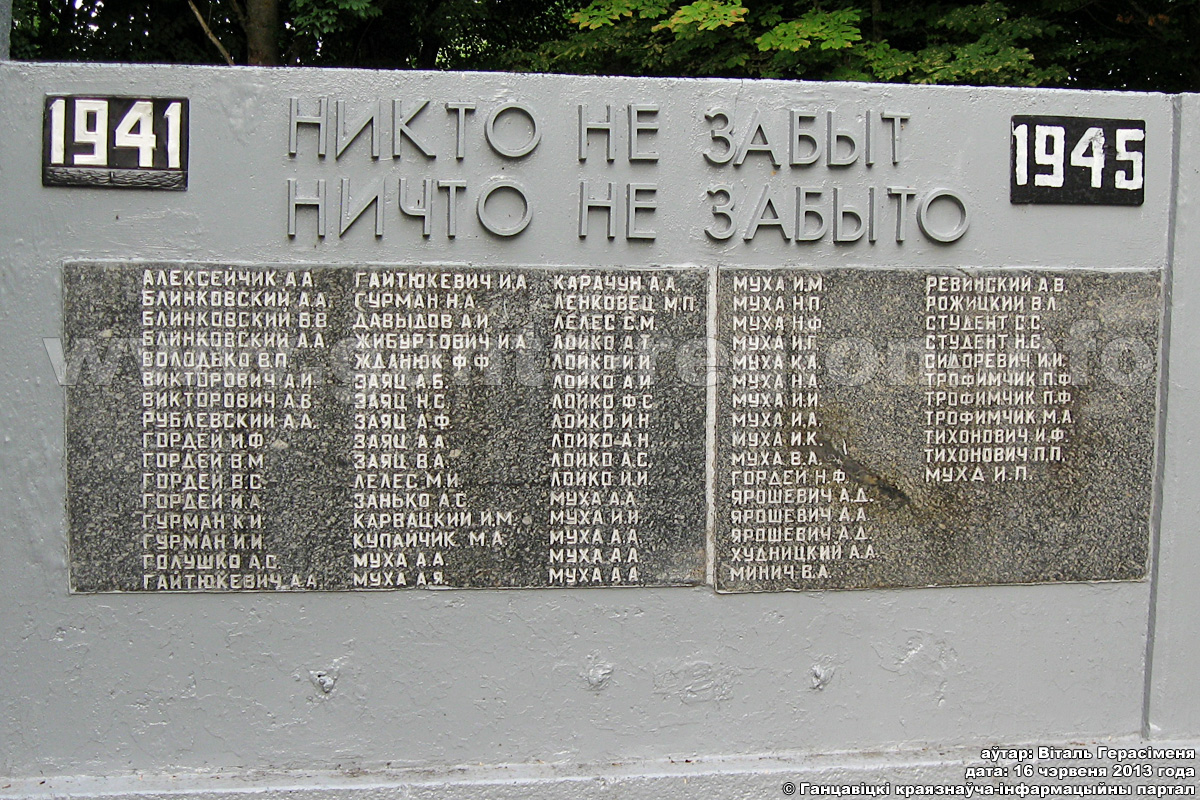 1941
НИКТО НЕ ЗАБЫТ
НИЧТО НЕ ЗАБЫТО
1945
АЛЕКСЕЙЧИК А.А.
БЛИНКОВСКИЙ А.А.
БЛИНКОВСКИЙ В.В.
БЛИНКОВСКИЙ А.А.
ВОЛОДЬКО В.П.
ВИКТОРОВИЧ А.И.
ВИКТОРОВИЧ А.В.
РУБЛЕВСКИЙ А.А.
ГОРДЕЙ И.Ф.
ГОРДЕЙ В.М.
ГОРДЕЙ В.С.
ГОРДЕЙ И.А.
ГУРМАН К.И.
ГУРМАН И.И.
ГОЛУШКО А.С.
ГАЙТЮКЕВИЧ А.А.
ГАЙТЮКЕВИЧ И.А.
ГУРМАН Н.А.
ДАВЫДОВ А.И.
ЖИБУРТОВИЧ И.А.
ЖДАНЮК Ф.Ф.
ЗАЯЦ А.Б.
ЗАЯЦ Н.С.
ЗАЯЦ А.Ф.
ЗАЯЦ А.А.
ЗАЯЦ В.А.
ЛЕЛЕС М.И.
ЗАНЬКО А.С.
КАРВАЦКИЙ И.М.
КУПАЙЧИК М.А.
МУХА А.А.
МУХА А.Я.
КАРАЧУН А.А.
ЛЕНКОВЕЦ М.П.
ЛЕЛЕС С.М.
ЛОЙКО А.Т.
ЛОЙКО И.И.
ЛОЙКО А.И.
ЛОЙКО Ф.С.
ЛОЙКО И.Н.
ЛОЙКО А.Н.
ЛОЙКО А.С.
ЛОЙКО И.И.
МУХА А.А.
МУХА И.И.
МУХА А.А.
МУХА А.А.
МУХА А.А.
МУХА И.М.
МУХА Н.П.
МУХА Н.Ф.
МУХА И.Г.
МУХА К.А.
МУХА Н.А.
МУХА И.И.
МУХА И.А.
МУХА И.К.
МУХА В.А.
ГОРДЕЙ Н.Ф.
ЯРОШЕВИЧ А.Д.
ЯРОШЕВИЧ А.А.
ЯРОШЕВИЧ А.Д.
ХУДНИЦКИЙ А.А.
МИНИЧ В.А.
РЕВИНСКИЙ А.В.
РОЖИЦКИЙ В.Л.
СТУДЕНТ С.С.
СТУДЕНТ Н.С.
СИДОРЕВИЧ И.И.
ТРОФИМЧИК П.Ф.
ТРОФИМЧИК П.Ф.
ТРОФИМЧИК М.А.
ТИХОНОВИЧ И.Ф.
ТИХОНОВИЧ П.П.
МУХА И.П.
аўтар: Віталь Герасіменя
дата: 16 чэрвеня 2013 года
© Ганцавіцкі краязнаўча-інфармацыйны партал